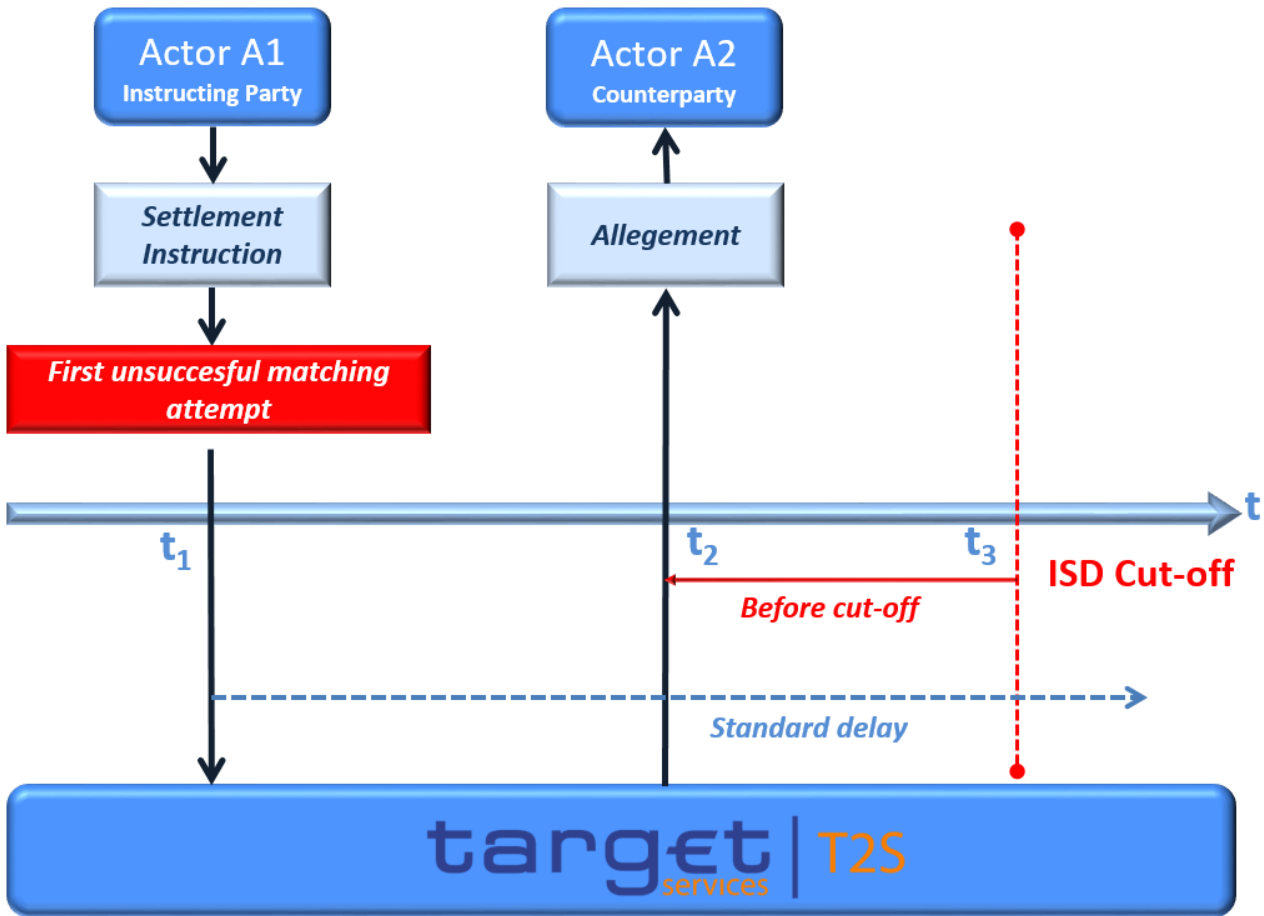 Actor A1
Instructing Party
Actor A2
Counterparty
Settlement
Instruction
Allegement
First unsuccesful matching
attempt
t
t1
t2
t3
ISD Cut-off
Before cut-off
Standard delay
target
services
T2S